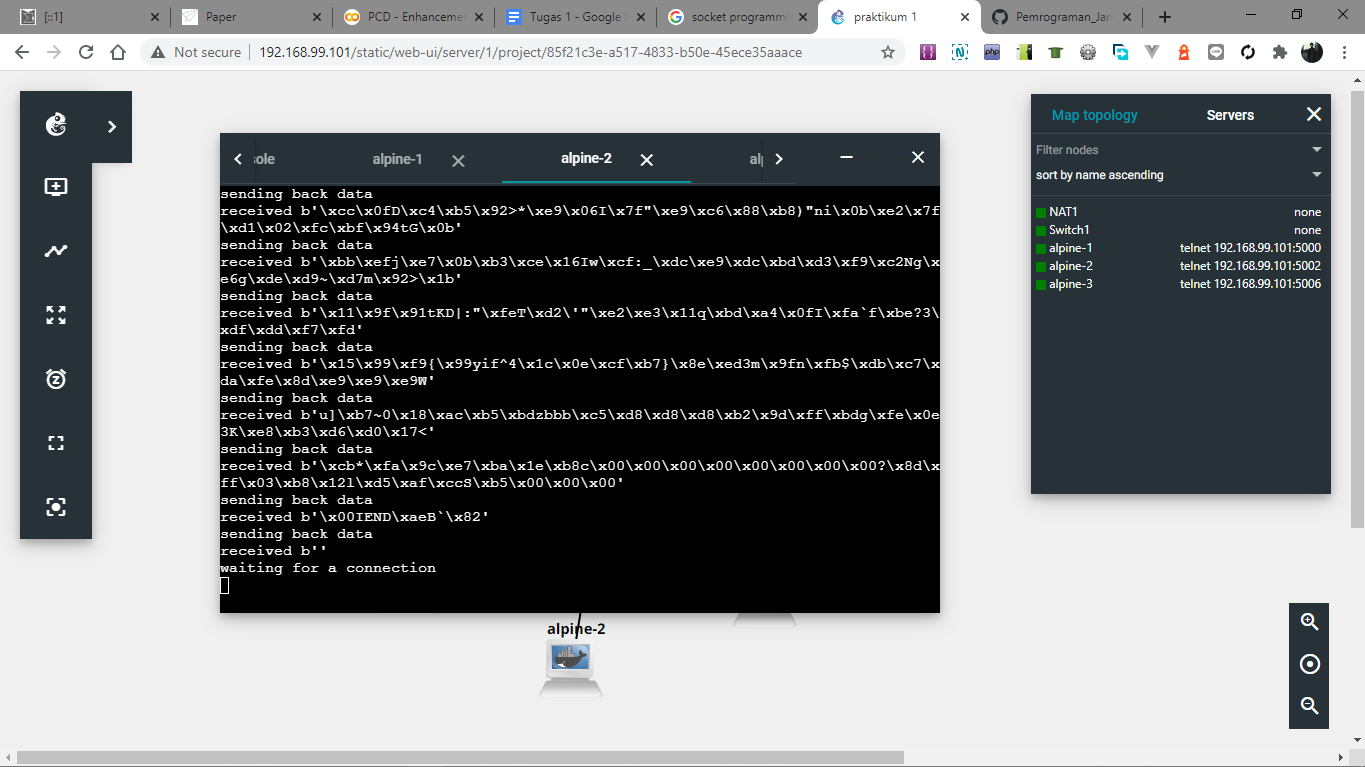 [::1]
Paper
PCD - Enhancemen
Tugas 1 - Google
socket programmi
praktikum 1
Pemrograman_Jari
Not secure
192.168.99.101/static/web-ui/server/1/project/85f21c3e-a517-4833-b50e-45ece35aaace
sole
alpine-1
alpine-2
sending back data
received b'\xcc\x0fD\xc4\xb5\x92>*\xe9\x06I\x7f"\xe9\xc6\x88\xb8)"ni\x0b\xe2\x7f
\xd1\x02\xfc\xbf\x94tG\x0b'
sending back data
received b'\xbb\xefj\xe7\x0b\xb3\xce\x16Iw\xcf:_\xdc\xe9\xdc\xbd\xd3\xf9\xc2Ng\x
e6g\xde\xd9~\xd7m\x92>\x1b'
sending back data
received b'\x11\x9f\x91tKD|:"\xfeT\xd2\'"\xe2\xe3\x11q\xbd\xa4\x0fI\xfa`f\xbe?3\
xdf\xdd\xf7\xfd'
sending back data
received b'\x15\x99\xf9{\x99yif^4\x1c\x0e\xcf\xb7}\x8e\xed3m\x9fn\xfb$\xdb\xc7\x
da\xfe\x8d\xe9\xe9\xe9W'
sending back data
received b'u]\xb7~0\x18\xac\xb5\xbdzbbb\xc5\xd8\xd8\xd8\xb2\x9d\xff\xbdg\xfe\x0e
3K\xe8\xb3\xd6\xd0\x17<'
sending back data
received b'\xcb*\xfa\x9c\xe7\xba\x1e\xb8c\x00\x00\x00\x00\x00\x00\x00\x00?\x8d\x
ff\x03\xb8\x12l\xd5\xaf\xccS\xb5\x00\x00\x00'
sending back data
received b'\x00IEND\xaeB`\x82'
sending back data
received b''
waiting for a connection
alpine-2
Map topology
Servers
Filter nodes
sort by name ascending
NAT1 none
Switch1 none
alpine-1 telnet 192.168.99.101:5000
alpine-2 telnet 192.168.99.101:5002
alpine-3 telnet 192.168.99.101:5006